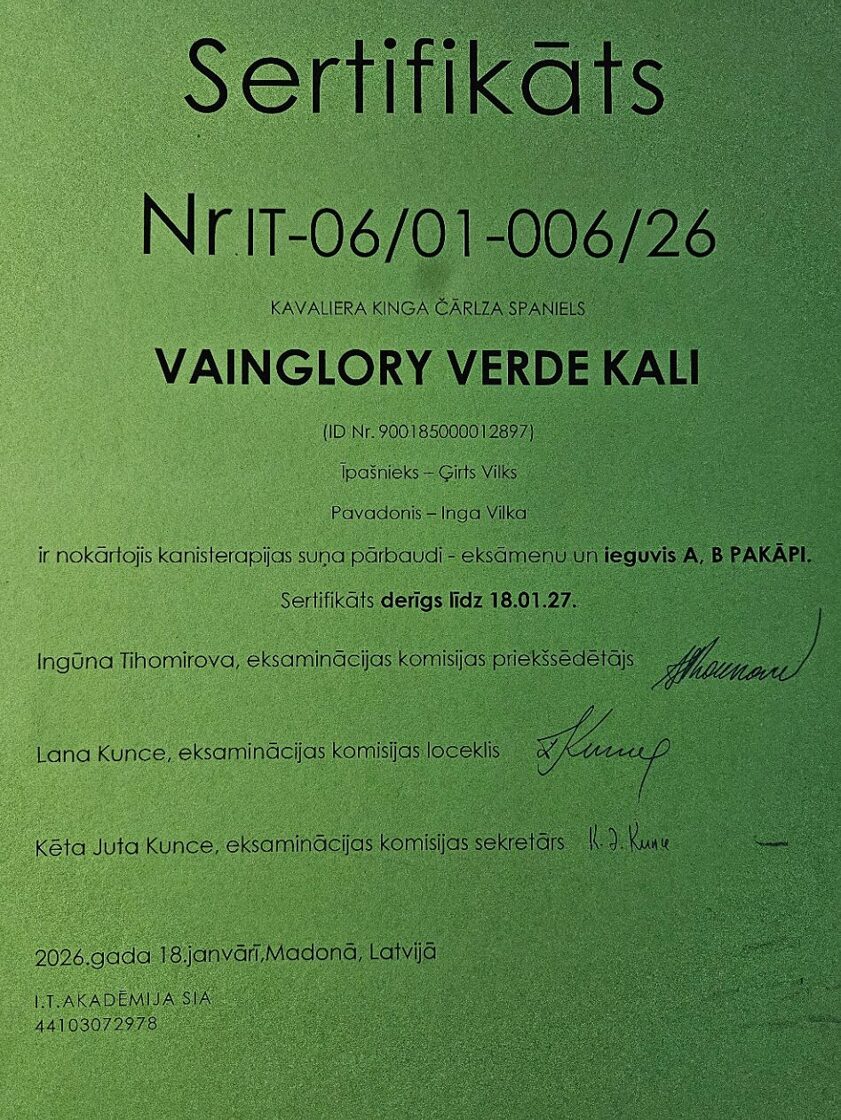 Sertifikāts
Nr.IT-06/01-006/26
KAVALIERA KINGA ČĀRLZA SPANIELS
VAINGLORY VERDE KALI
(ID Nr. 900185000012897)
Īpašnieks – Ģirts Vilks
Pavadonis – Inga Vilka
ir nokārtojis kanisterapijas suņa pārbaudi - eksāmenu un ieguvis A, B PAKĀPI.
Sertifikāts derīgs līdz 18.01.27.
Ingūna Tihomirova, eksaminācijas komisijas priekšsēdētājs
Lana Kunce, eksaminācijas komisijas loceklis
Kēta Juta Kunce, eksaminācijas komisijas sekretārs K.J.Kunce
2026.gada 18.janvārī,Madonā, Latvijā
I.T.AKADĒMIJA SIA
44103072978